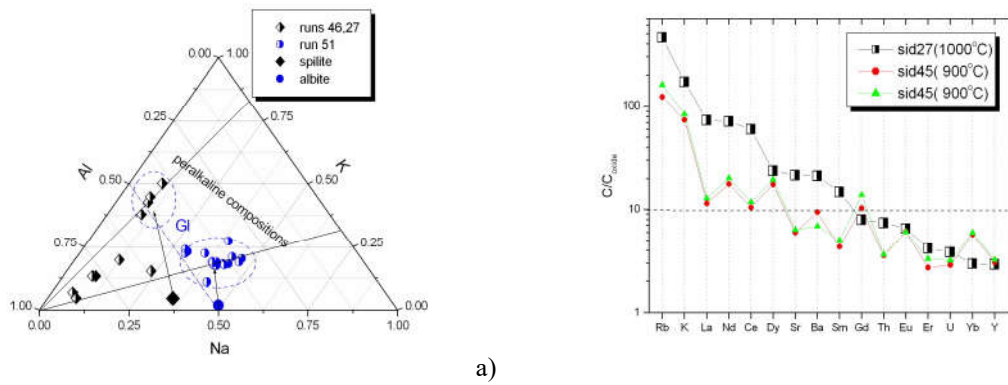 runs 46,27
run 51
spilite
albite
0.00
1.00
0.25
0.75
Al
K
0.50
0.50
peralkaline compositions
Gl
0.75
0.25
1.00
0.00
0.00
0.25
0.50
0.75
1.00
Na
a)
sid27(1000°C)
sid45( 900°C)
sid45( 900°C)
C/C oxide
100
10
1
Rb K La Nd Ce Dy Sr Ba Sm Gd Th Eu Er U Yb Y